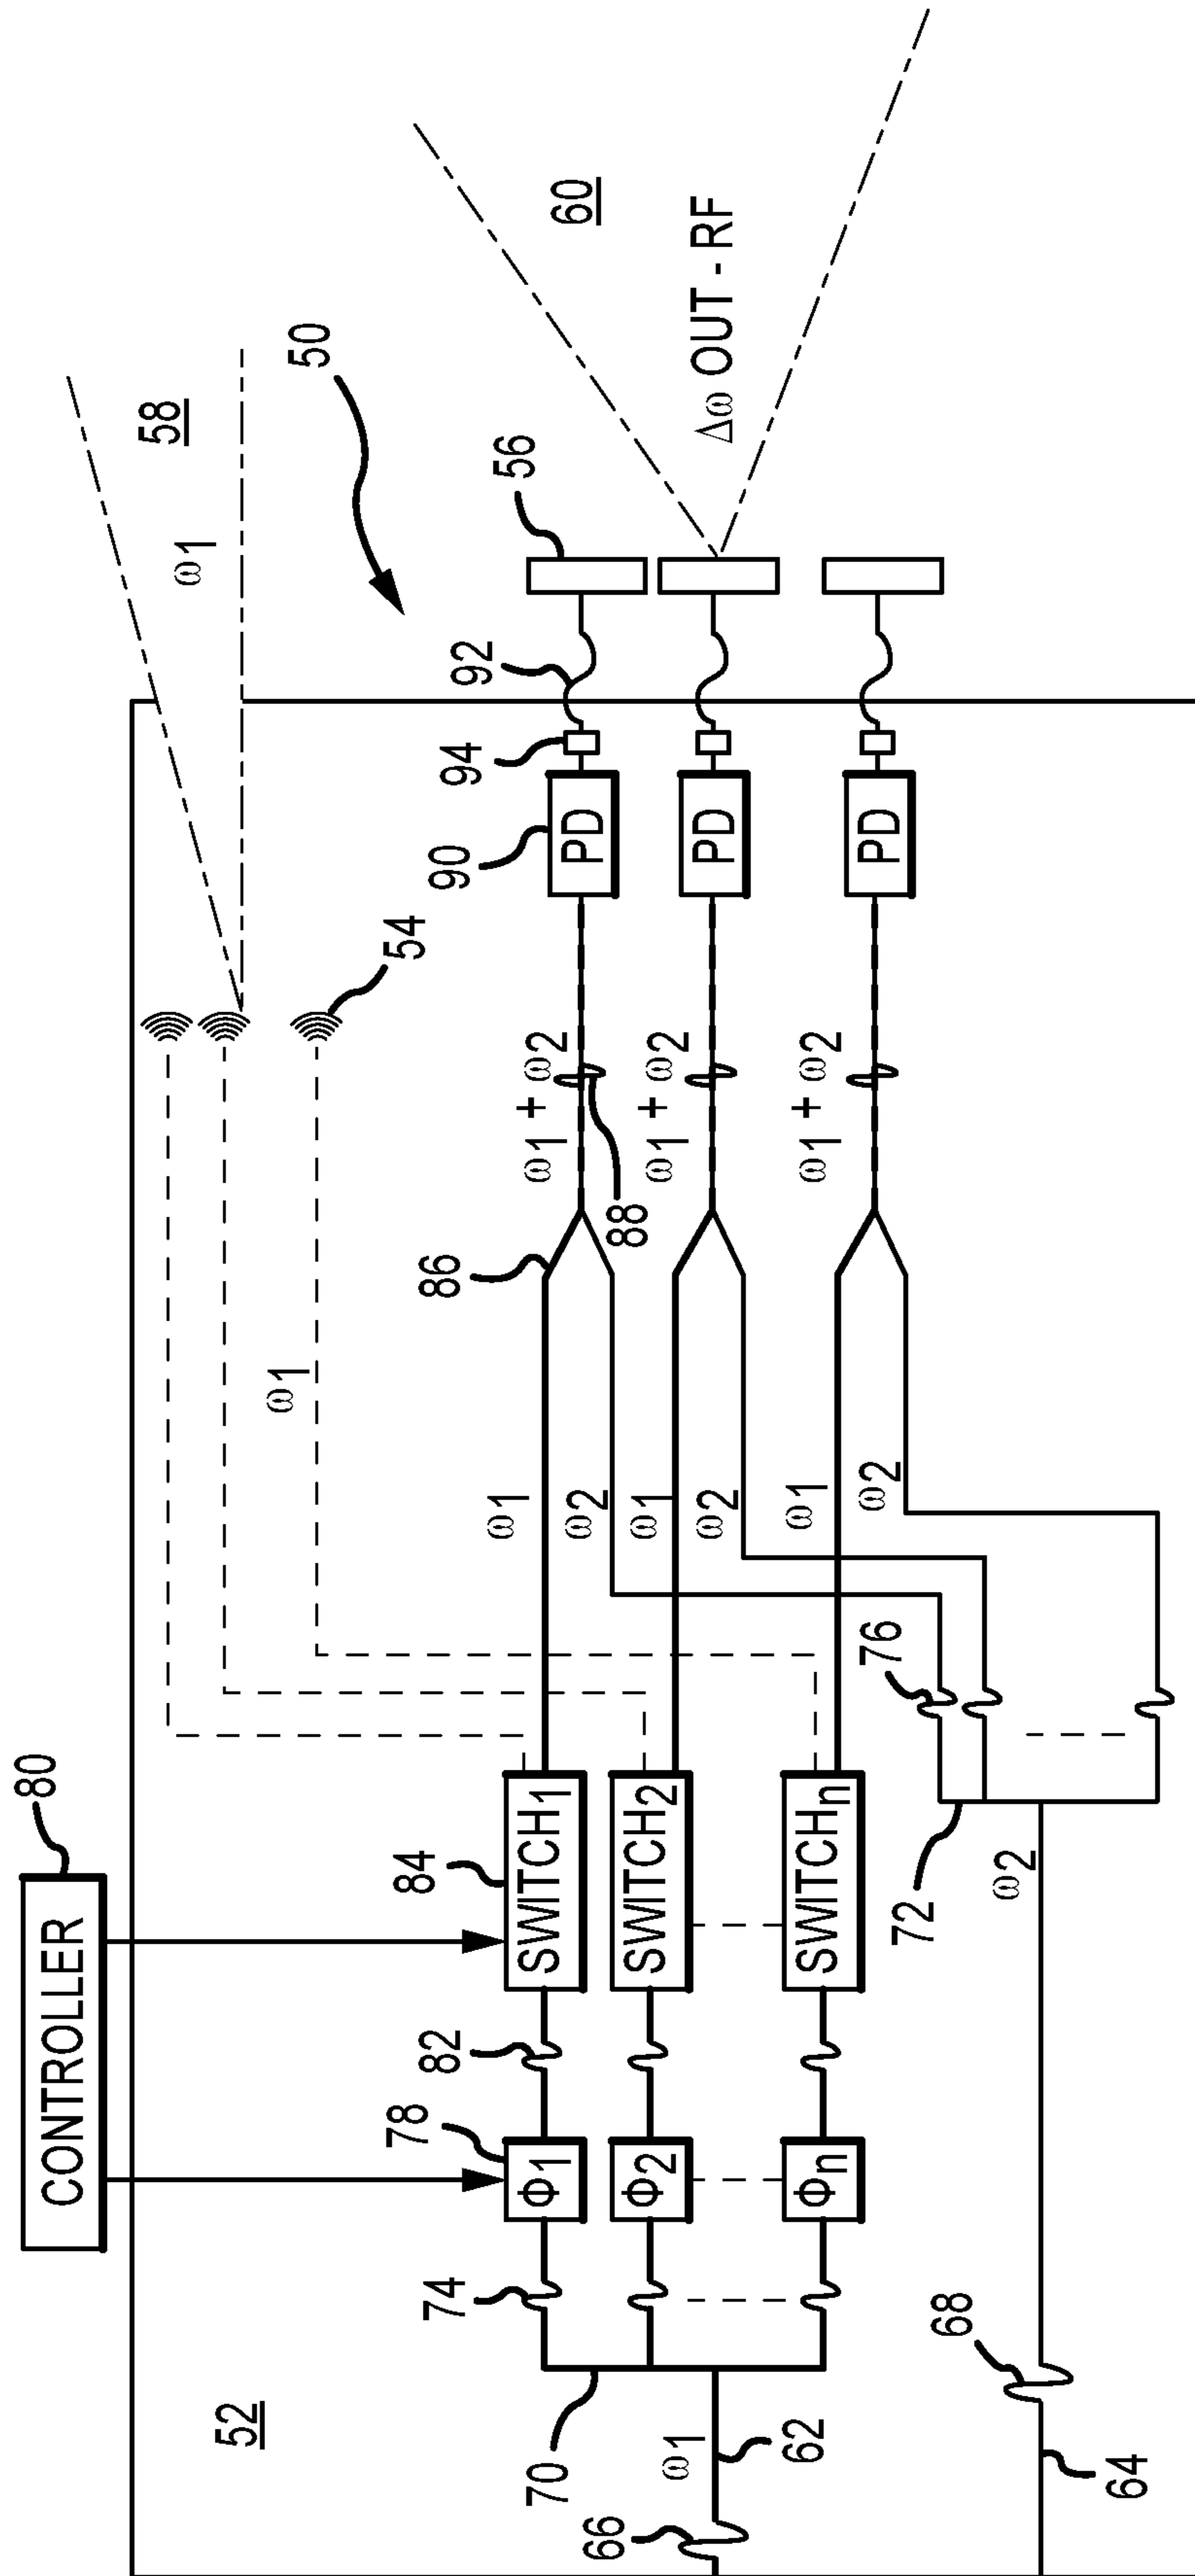 CONTROLLER
80
52
58
ω1
50
60
Δω OUT - RF
54
56
ω1
74
78
82
84
86
88
90
94
92
Φ1
SWITCH1
ω1
ω2
ω1 + ω2
PD
Φ2
SWITCH2
ω1
ω2
ω1 + ω2
PD
Φn
SWITCHn
ω1
ω2
ω1 + ω2
PD
70
ω1
62
66
76
72
ω2
68
64